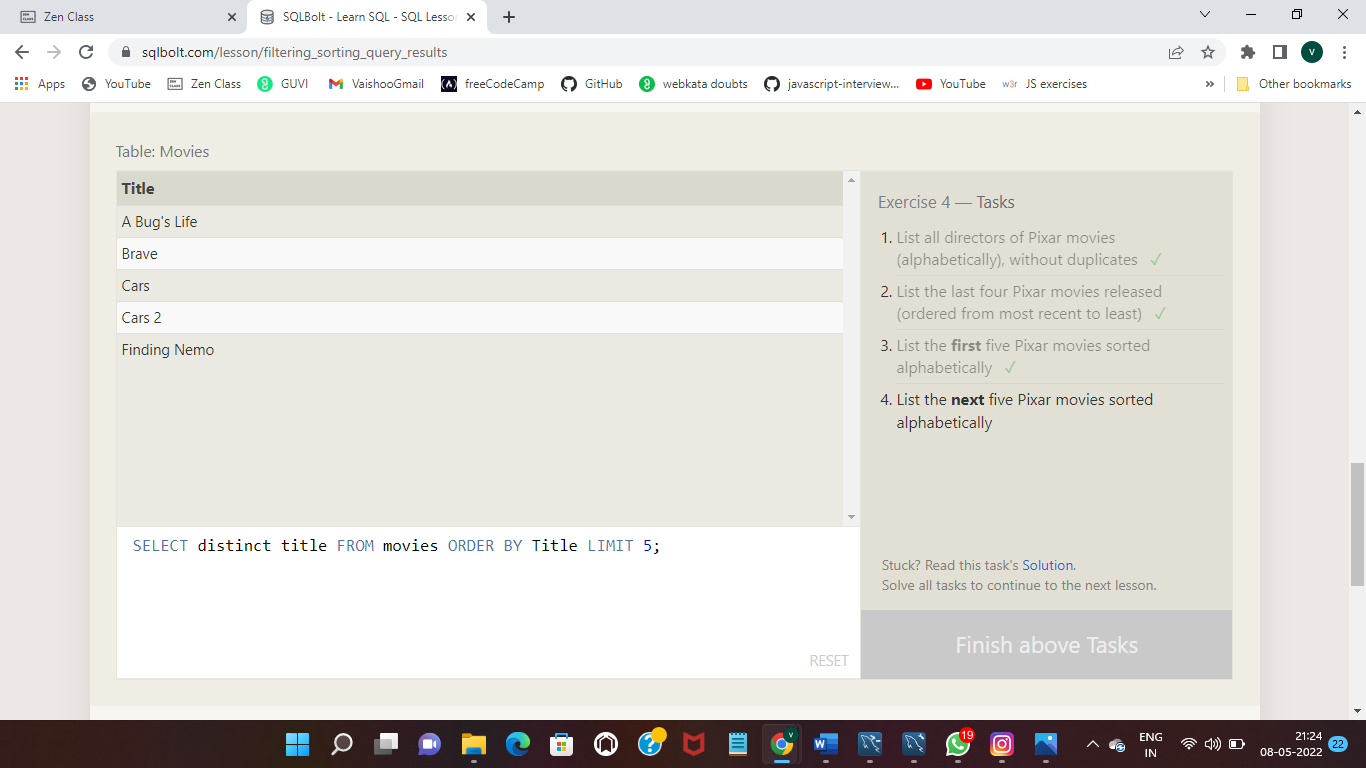 Zen Class
SQLBolt - Learn SQL - SQL Lesson
sqlbolt.com/lesson/filtering_sorting_query_results
V
Apps YouTube Zen Class GUVI VaishooGmail freeCodeCamp GitHub webkata doubts javascript-interview... YouTube w3r JS exercises » Other bookmarks
Table: Movies
Title
A Bug's Life
Brave
Cars
Cars 2
Finding Nemo
SELECT distinct title FROM movies ORDER BY Title LIMIT 5;
RESET
Exercise 4 — Tasks
1. List all directors of Pixar movies
(alphabetically), without duplicates ✓
2. List the last four Pixar movies released
(ordered from most recent to least) ✓
3. List the first five Pixar movies sorted
alphabetically ✓
4. List the next five Pixar movies sorted
alphabetically
Stuck? Read this task's Solution.
Solve all tasks to continue to the next lesson.
Finish above Tasks
V
19
ENG
IN
21:24
08-05-2022
22